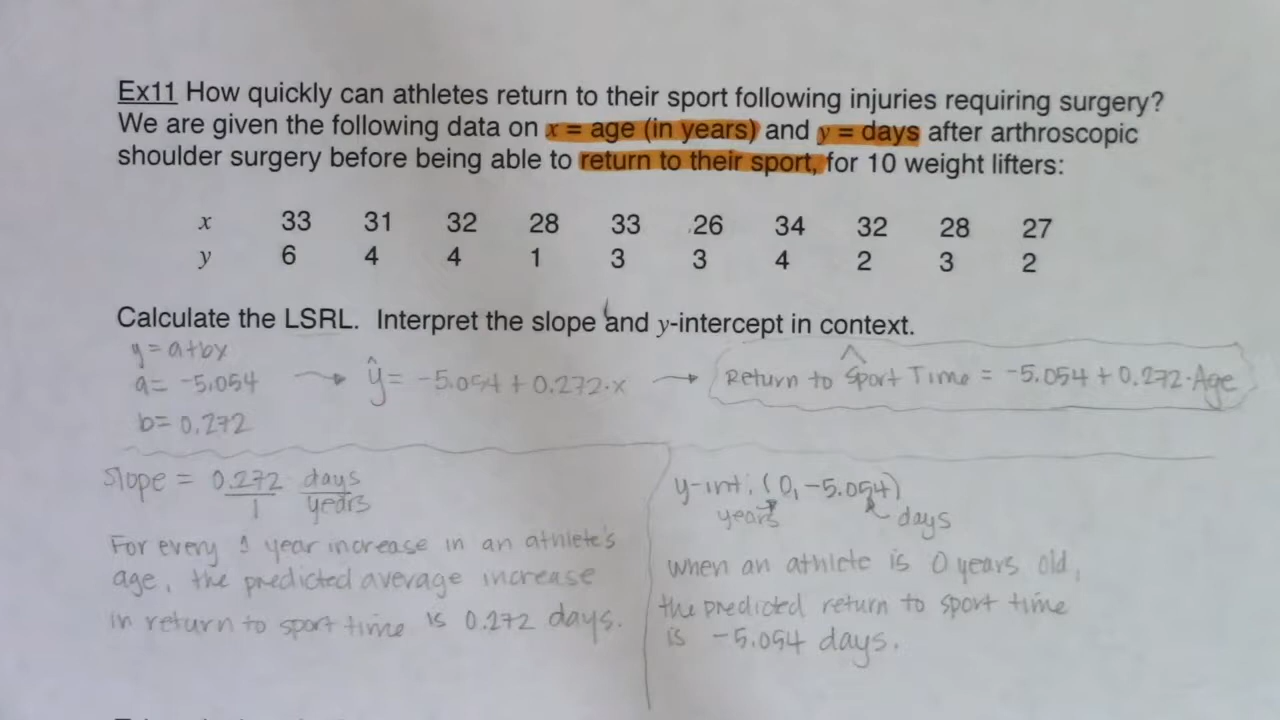 Ex11 How quickly can athletes return to their sport following injuries requiring surgery?
We are given the following data on x = age (in years) and y = days after arthroscopic
shoulder surgery before being able to return to their sport, for 10 weight lifters:
x 33 31 32 28 33 26 34 32 28 27
y 6 4 4 1 3 3 4 2 3 2
Calculate the LSRL. Interpret the slope and y-intercept in context.
y = a+bx
a = -5.054 → ŷ = -5.054 + 0.272·x → Return to Sport Time = -5.054 + 0.272·Age
b = 0.272
Slope = 0.272/1 days/years
For every 1 year increase in an athlete's
age, the predicted average increase
in return to sport time is 0.272 days.
y-int: (0, -5.054)
years days
When an athlete is 0 years old,
the predicted return to sport time
is -5.054 days.